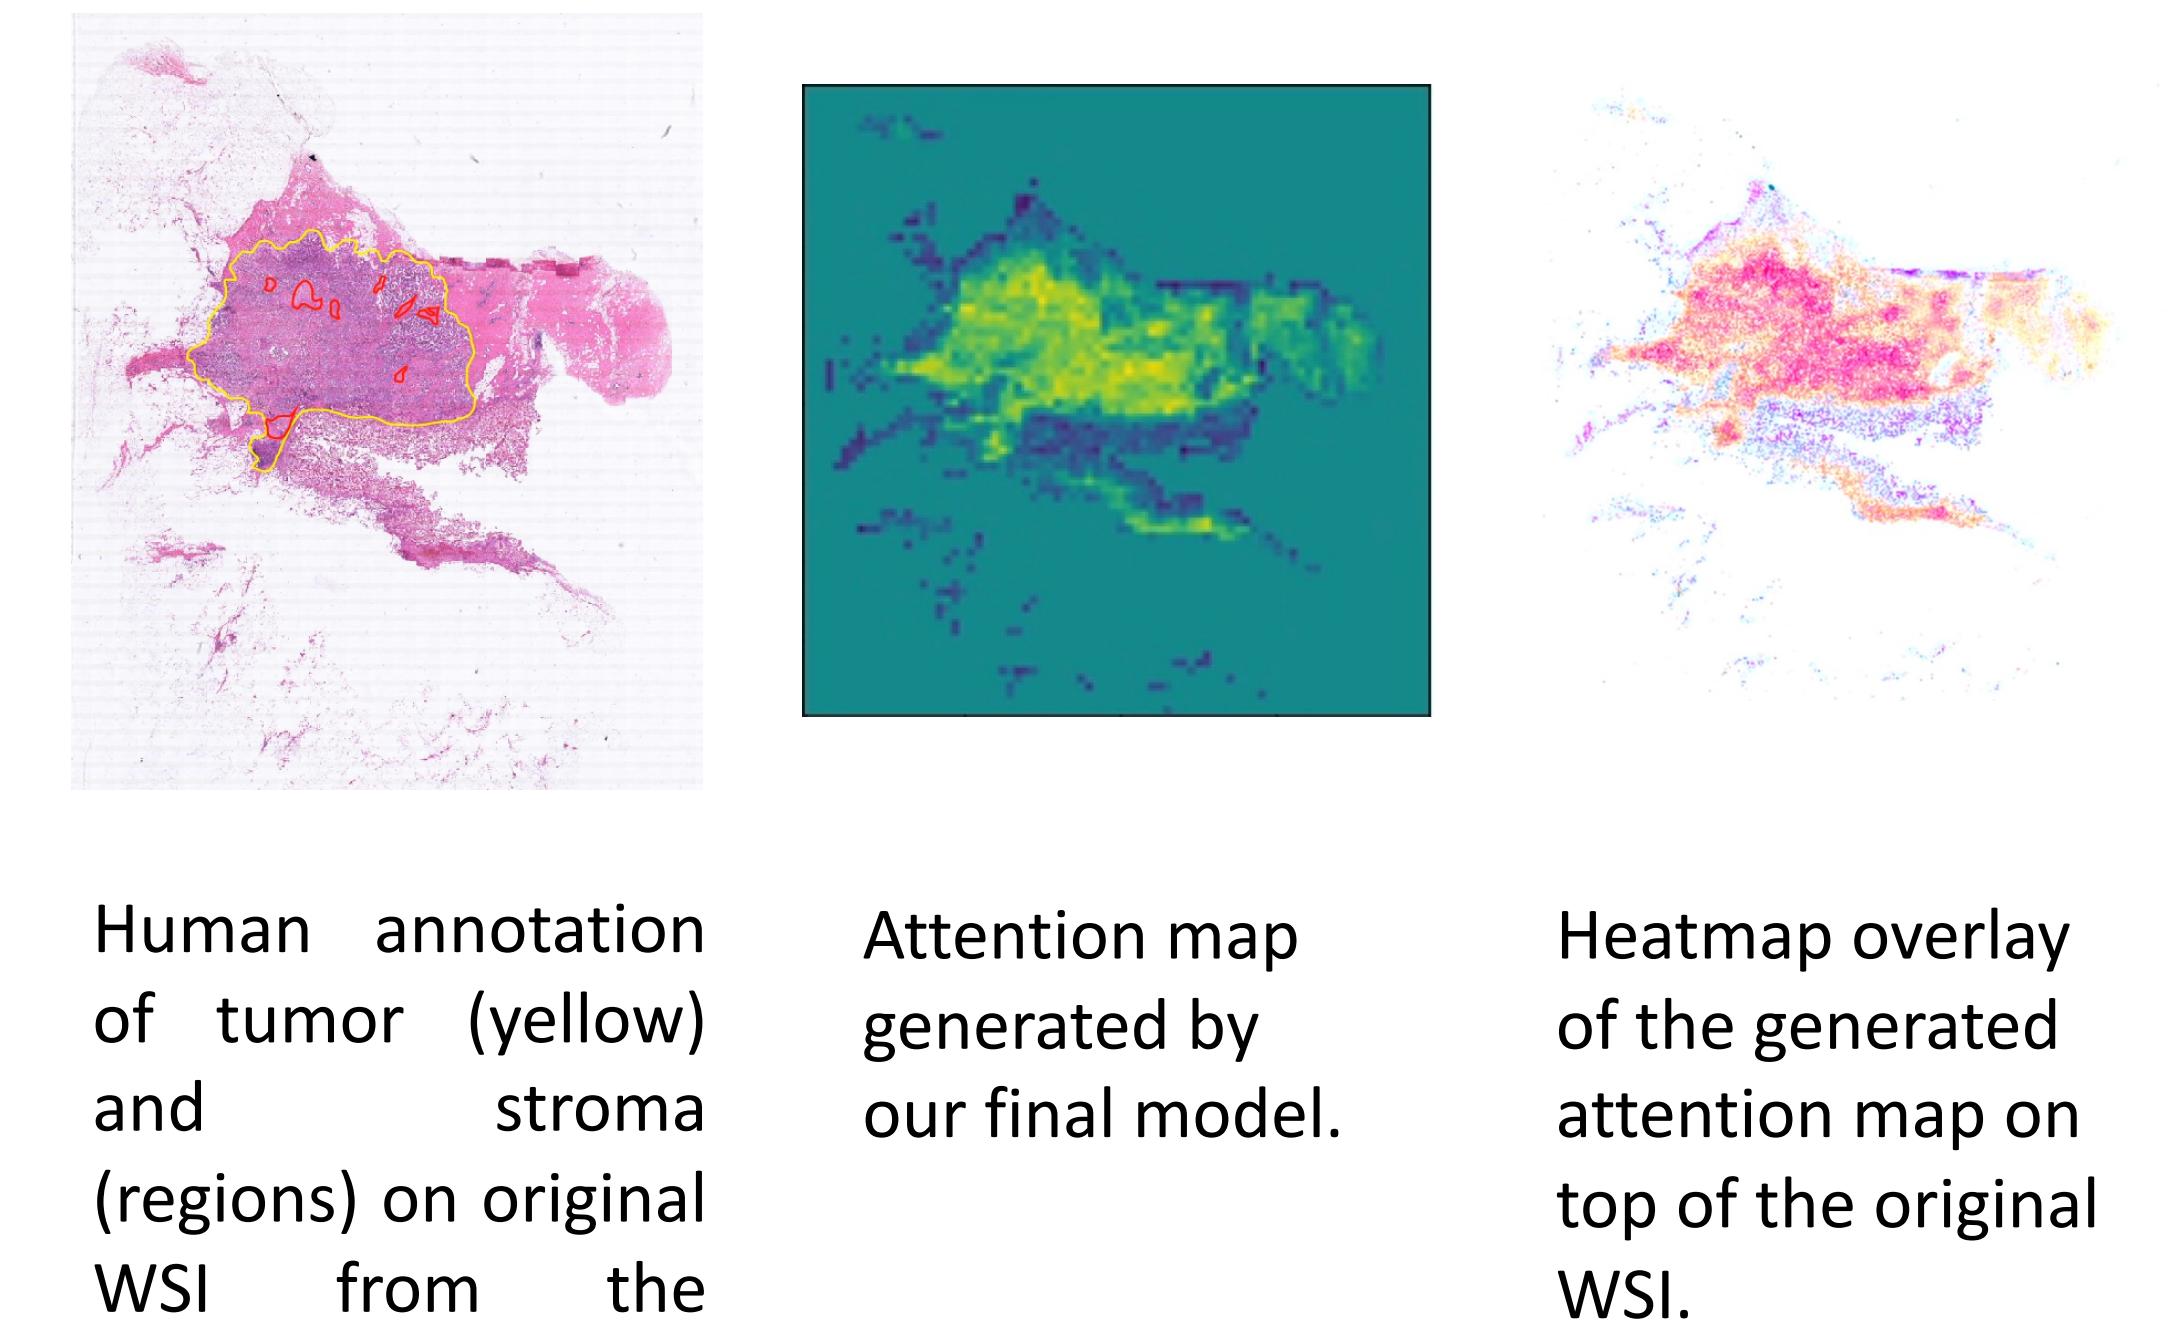 Human annotation
of tumor (yellow)
and stroma
(regions) on original
WSI from the
Attention map
generated by
our final model.
Heatmap overlay
of the generated
attention map on
top of the original
WSI.